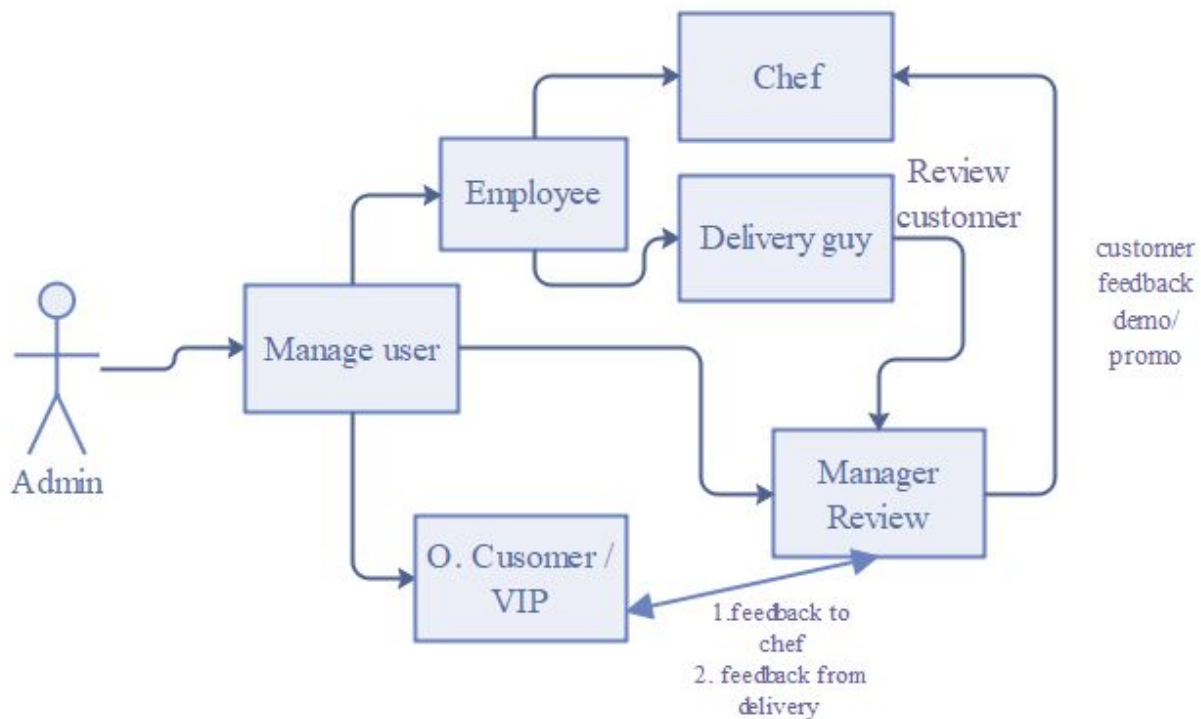 Chef
Employee
Review
customer
Delivery guy
customer
feedback
demo/
promo
Manage user
Admin
Manager
Review
O. Cusomer /
VIP
1.feedback to
chef
2. feedback from
delivery